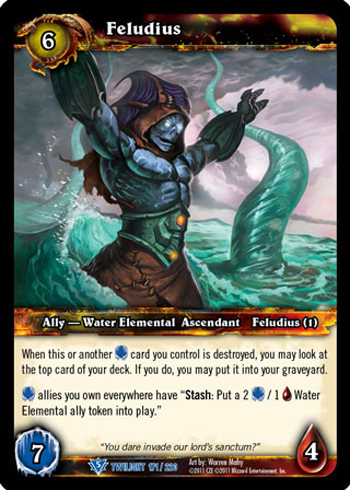 6
Feludius
Ally — Water Elemental Ascendant Feludius (1)
When this or another card you control is destroyed, you may look at
the top card of your deck. If you do, you may put it into your graveyard.
allies you own everywhere have "Stash: Put a 2 / 1 Water
Elemental ally token into play."
"You dare invade our lord's sanctum?"
7
TWILIGHT 171/220
Art by: Warren Mahy
©2011 CZE ©2011 Blizzard Entertainment, Inc.
4